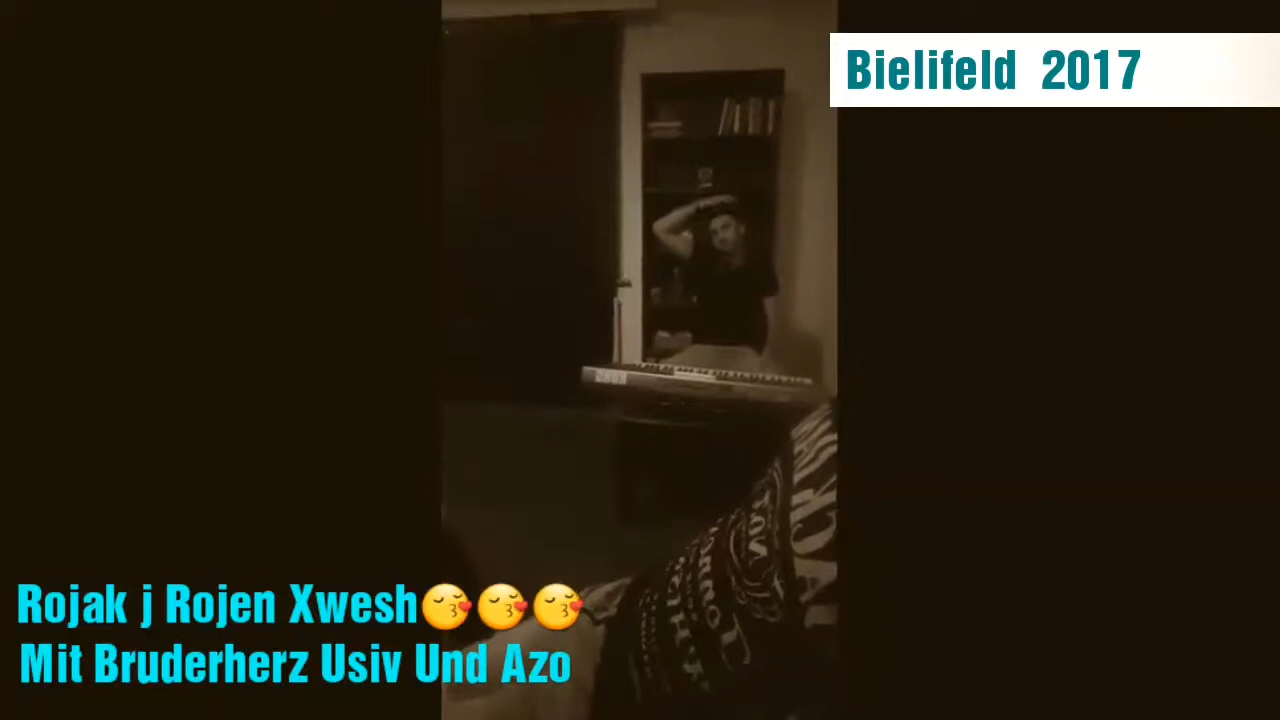 Bielifeld 2017
Rojak j Rojen Xwesh😚😚😚
Mit Bruderherz Usiv Und Azo